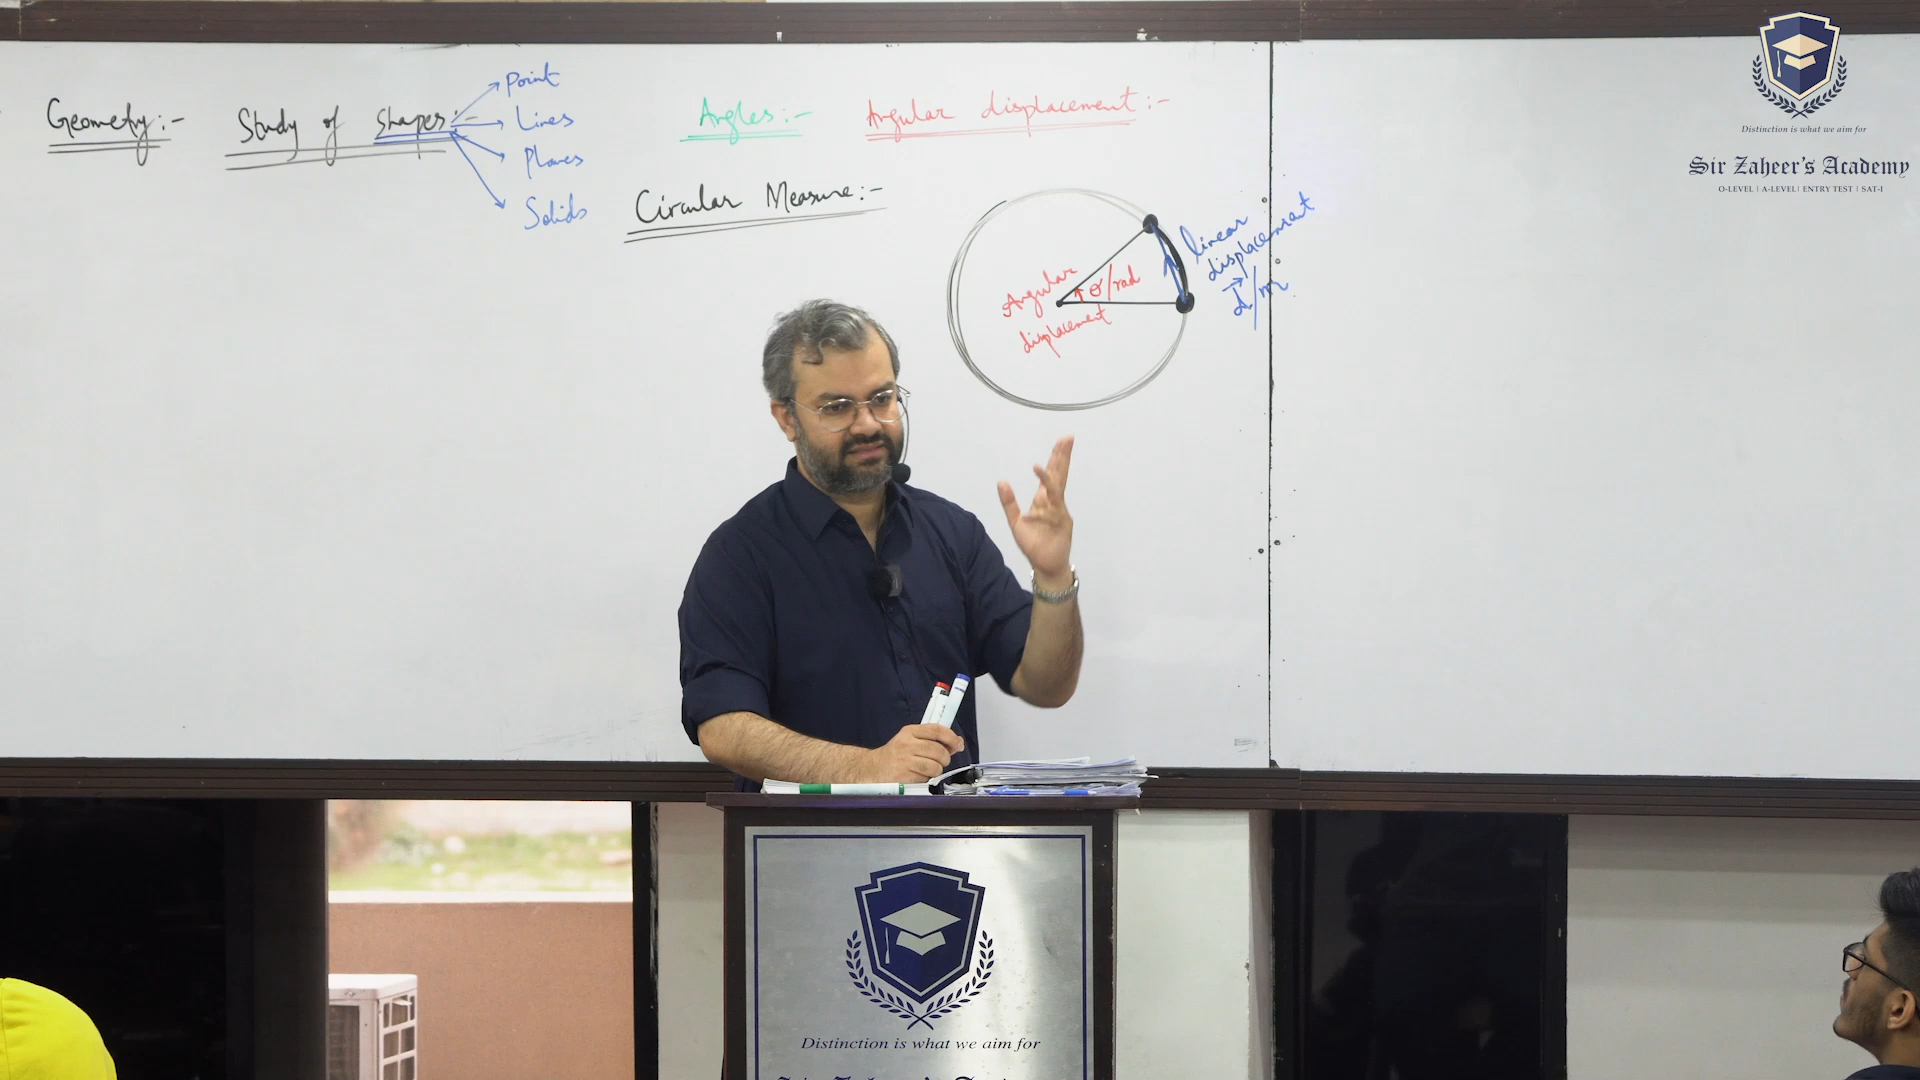 Geometry:- Study of shapes:-
Point
Lines
Planes
Solids
Angles:- Angular displacement:-
Circular Measure:-
Angular
displacement
θ/rad
linear
displacement
d/m
Distinction is what we aim for
Sir Zaheer's Academy
O-LEVEL | A-LEVEL | ENTRY TEST | SAT-I
Distinction is what we aim for